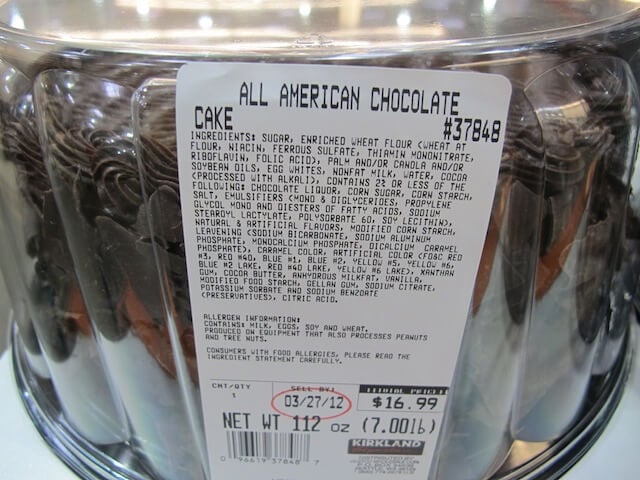 ALL AMERICAN CHOCOLATE
CAKE #37848
INGREDIENTS: SUGAR, ENRICHED WHEAT FLOUR (WHEAT AT
FLOUR, NIACIN, FERROUS SULFATE, THIAMIN MONONITRATE,
RIBOFLAVIN, FOLIC ACID), PALM AND/OR CANOLA AND/OR
SOYBEAN OILS, EGG WHITES, NONFAT MILK, WATER, COCOA
(PROCESSED WITH ALKALI), CONTAINS 2% OR LESS OF THE
FOLLOWING: CHOCOLATE LIQUOR, CORN SUGAR, CORN STARCH,
SALT, EMULSIFIERS (MONO & DIGLYCERIDES, PROPYLENE
GLYCOL MONO AND DIESTERS OF FATTY ACIDS, SODIUM
STEAROYL LACTYLATE, POLYSORBATE 60, SOY LECITHIN),
NATURAL & ARTIFICIAL FLAVORS, MODIFIED CORN STARCH,
LEAVENING (SODIUM BICARBONATE, SODIUM ALUMINUM
PHOSPHATE, MONOCALCIUM PHOSPHATE, DICALCIUM CARAMEL
PHOSPHATE), CARAMEL COLOR, ARTIFICIAL COLOR (FD&C RED
#3, RED #40, BLUE #1, BLUE #2, YELLOW #5, YELLOW #6,
BLUE #2 LAKE, RED #40 LAKE, YELLOW #6 LAKE), XANTHAN
GUM, COCOA BUTTER, ANHYDROUS MILKFAT, VANILLA,
MODIFIED FOOD STARCH, GELLAN GUM, SODIUM CITRATE,
POTASSIUM SORBATE AND SODIUM BENZOATE
(PRESERVATIVES), CITRIC ACID.
ALLERGEN INFORMATION:
CONTAINS: MILK, EGGS, SOY AND WHEAT.
PRODUCED ON EQUIPMENT THAT ALSO PROCESSES PEANUTS
AND TREE NUTS.
CONSUMERS WITH FOOD ALLERGIES, PLEASE READ THE
INGREDIENT STATEMENT CAREFULLY.
CNT/QTY SELL BY:
1 03/27/12 $16.99
NET WT 112 oz (7.00lb)
KIRKLAND
0 96619 37848 7
DISTRIBUTED BY